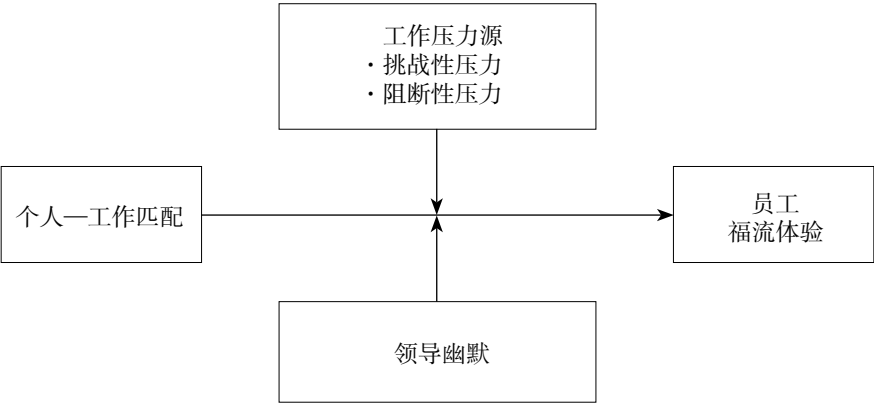 工作压力源
·挑战性压力
·阻断性压力
个人—工作匹配
员工
福流体验
领导幽默